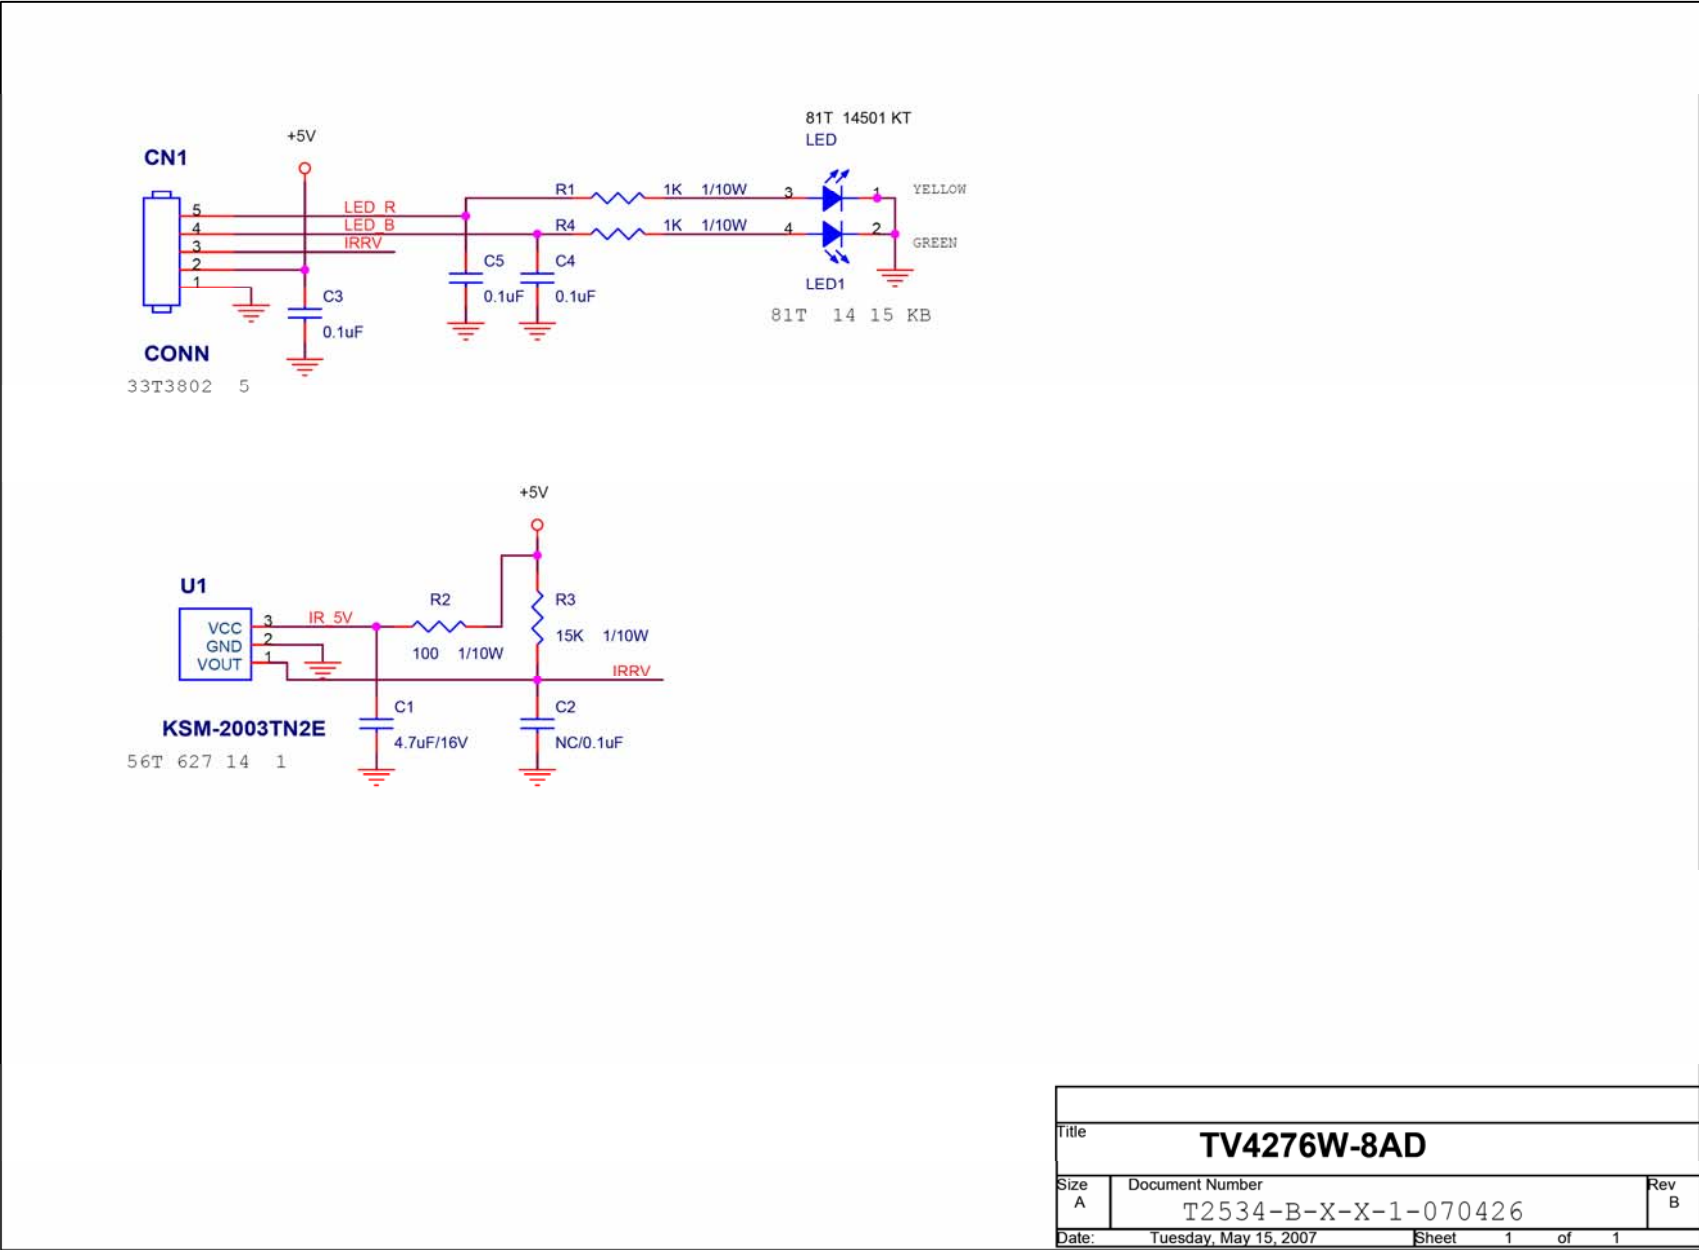 81T 14501 KT
LED
+5V
CN1
R1 1K 1/10W 3 1 YELLOW
5 LED_R
4 LED_B R4 1K 1/10W 4 2 GREEN
3 IRRV
2
1
C5 C4
0.1uF 0.1uF
LED1
C3
0.1uF
81T 14 15 KB
CONN
33T3802 5
+5V
U1
R2 R3
VCC 3 IR_5V
GND 2
VOUT 1
100 1/10W
15K 1/10W
IRRV
C1 C2
KSM-2003TN2E
4.7uF/16V NC/0.1uF
56T 627 14 1
Title
TV4276W-8AD
Size Document Number Rev
A T2534-B-X-X-1-070426 B
Date: Tuesday, May 15, 2007 Sheet 1 of 1